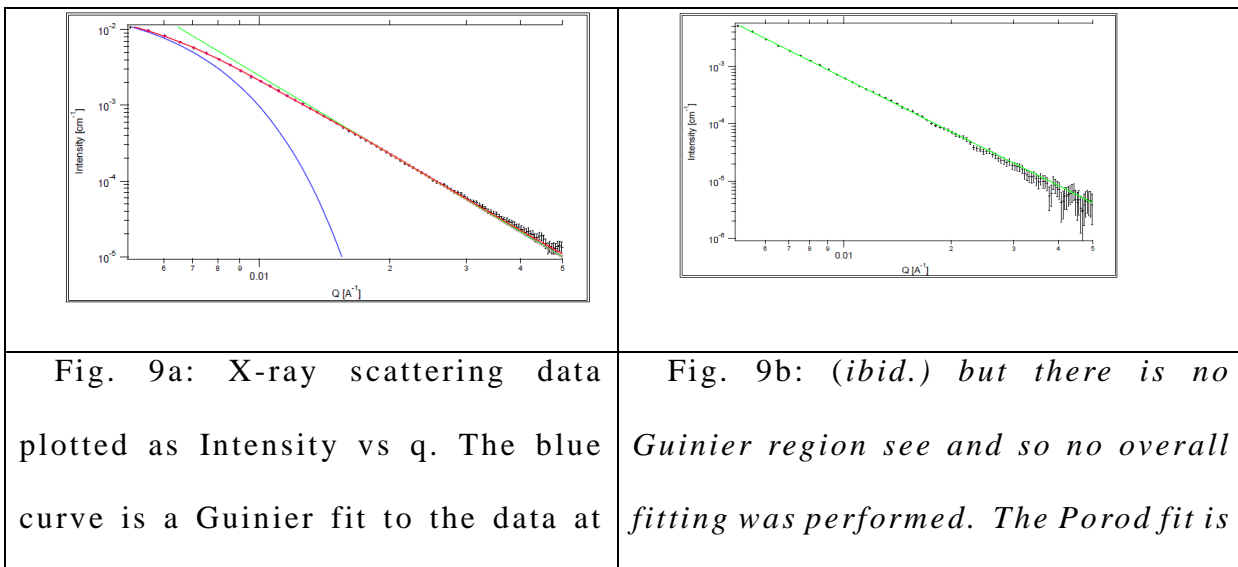 10⁻²
10⁻³
10⁻⁴
10⁻⁵
Intensity [cm⁻¹]
6 7 8 9 0.01 2 3 4 5
Q [A⁻¹]
10⁻³
10⁻⁴
10⁻⁵
10⁻⁶
Intensity [cm⁻¹]
6 7 8 9 0.01 2 3 4 5
Q [A⁻¹]
Fig. 9a: X-ray scattering data
plotted as Intensity vs q. The blue
curve is a Guinier fit to the data at
Fig. 9b: (ibid.) but there is no
Guinier region see and so no overall
fitting was performed. The Porod fit is